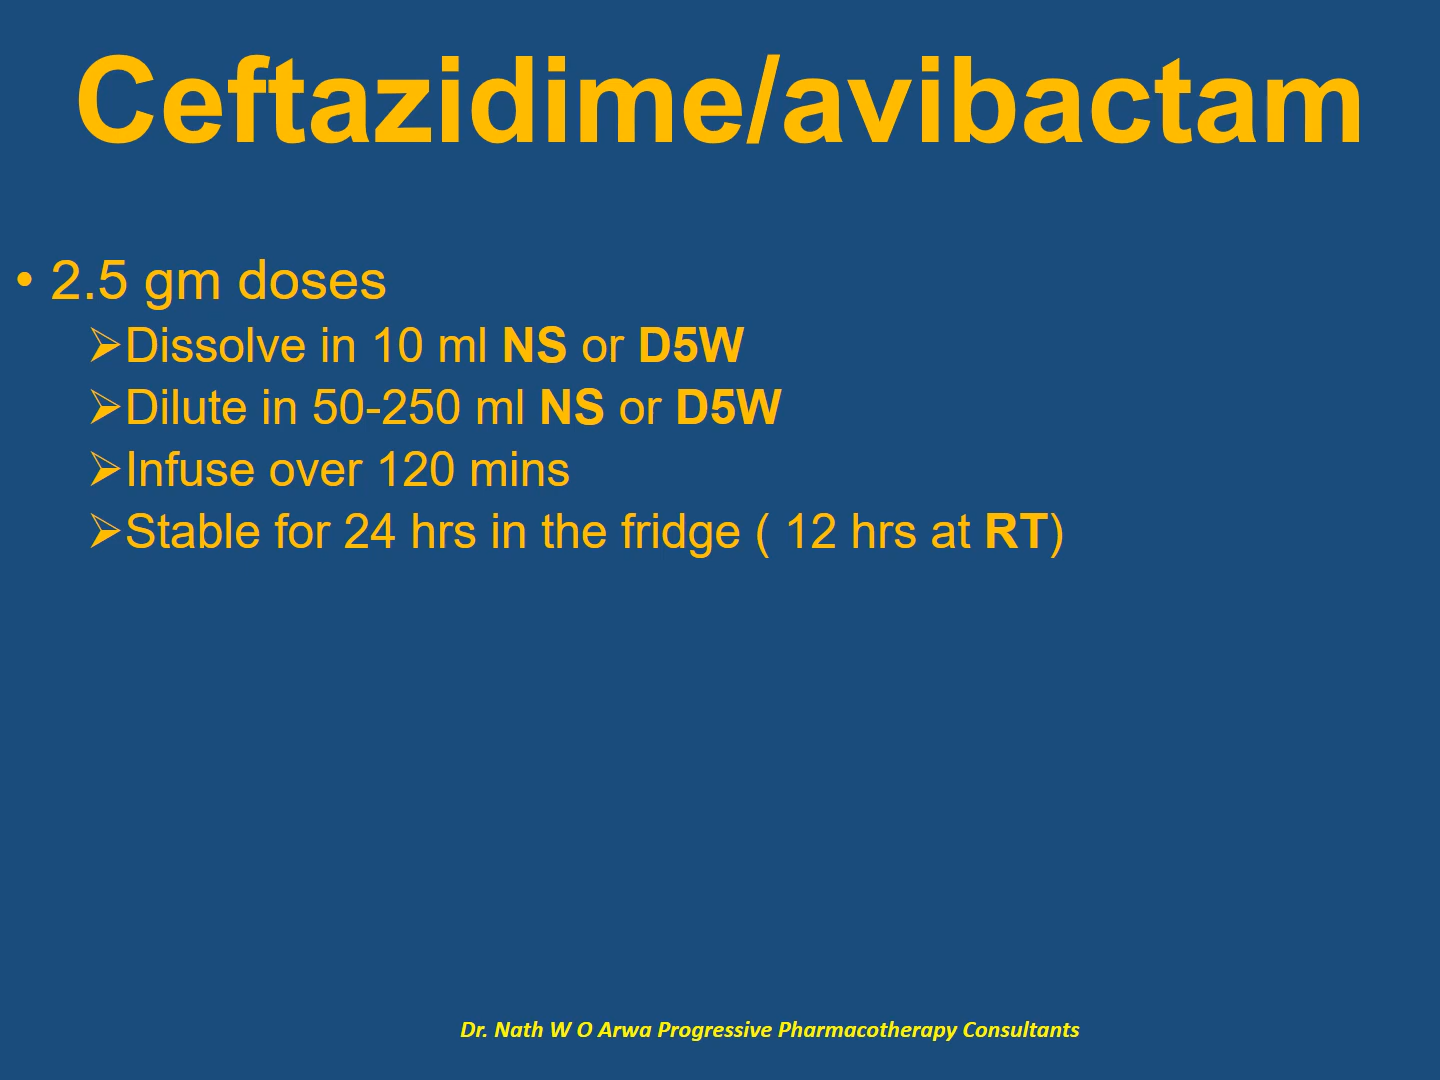 Ceftazidime/avibactam
• 2.5 gm doses
➢Dissolve in 10 ml NS or D5W
➢Dilute in 50-250 ml NS or D5W
➢Infuse over 120 mins
➢Stable for 24 hrs in the fridge ( 12 hrs at RT)
Dr. Nath W O Arwa Progressive Pharmacotherapy Consultants